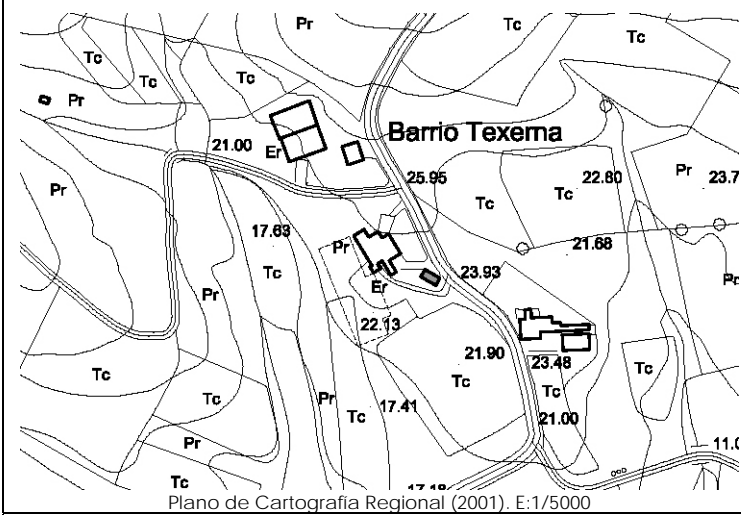 Pr Tc Tc
Tc
Tc Tc
Pr
21.00 Er Barrio Texerna
25.95 Tc Tc 22.80 Pr
Pr
17.63 Pr 21.68
Tc 23.93
Pr Er
22.13
21.90 23.48
Tc Tc Tc Tc
Tc Pr Tc 17.41 21.00
Pr
Tc
Plano de Cartografía Regional (2001). E:1/5000